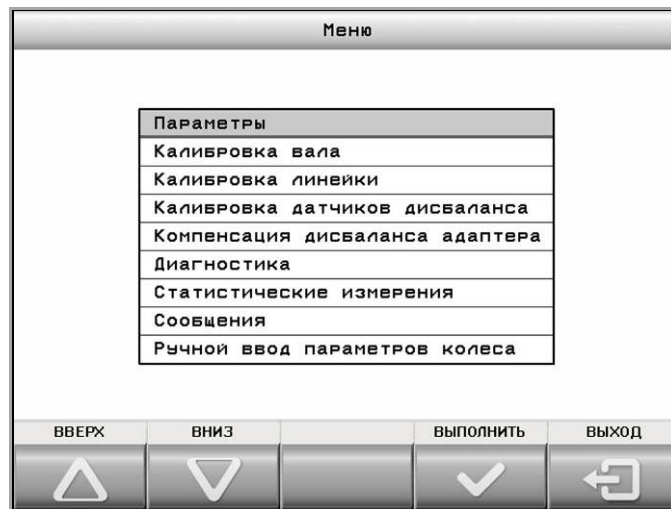 Меню
Параметры
Калибровка вала
Калибровка линейки
Калибровка датчиков дисбаланса
Компенсация дисбаланса адаптера
Диагностика
Статистические измерения
Сообщения
Ручной ввод параметров колеса
ВВЕРХ ВНИЗ ВЫПОЛНИТЬ ВЫХОД